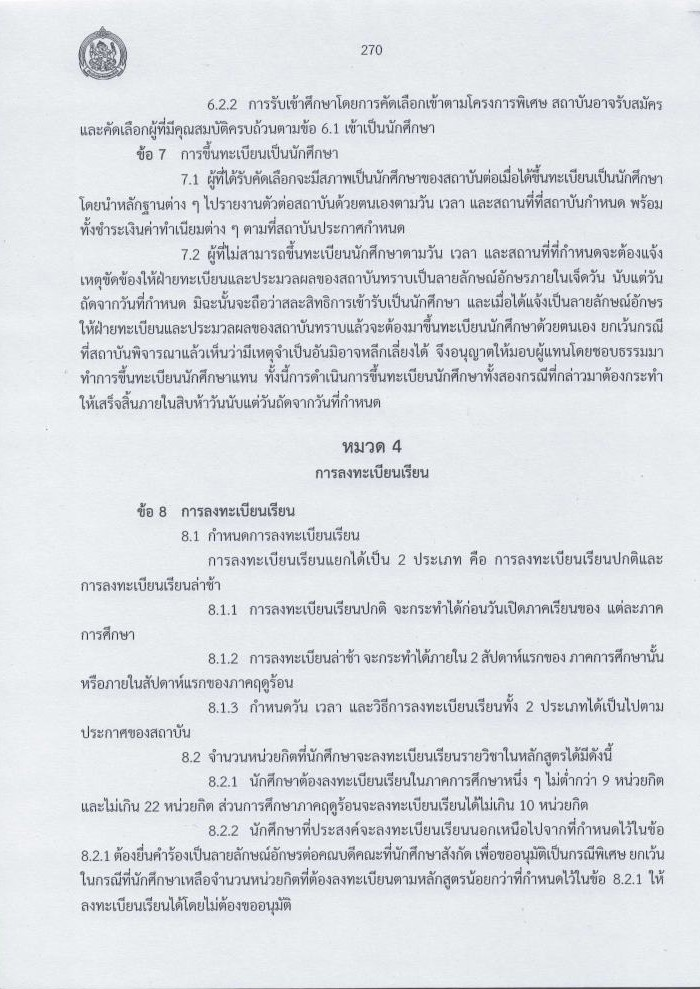 270
6.2.2 การรับเข้าศึกษาโดยการคัดเลือกเข้าตามโครงการพิเศษ สถาบันอาจรับสมัคร
และคัดเลือกผู้ที่มีคุณสมบัติครบถ้วนตามข้อ 6.1 เข้าเป็นนักศึกษา
ข้อ 7 การขึ้นทะเบียนเป็นนักศึกษา
7.1 ผู้ที่ได้รับคัดเลือกจะมีสภาพเป็นนักศึกษาของสถาบันต่อเมื่อได้ขึ้นทะเบียนเป็นนักศึกษา
โดยนำหลักฐานต่าง ๆ ไปรายงานตัวต่อสถาบันด้วยตนเองตามวัน เวลา และสถานที่ที่สถาบันกำหนด พร้อม
ทั้งชำระเงินค่าทำเนียมต่าง ๆ ตามที่สถาบันประกาศกำหนด
7.2 ผู้ที่ไม่สามารถขึ้นทะเบียนนักศึกษาตามวัน เวลา และสถานที่ที่กำหนดจะต้องแจ้ง
เหตุขัดข้องให้ฝ่ายทะเบียนและประมวลผลของสถาบันทราบเป็นลายลักษณ์อักษรภายในเจ็ดวัน นับแต่วัน
ถัดจากวันที่กำหนด มิฉะนั้นจะถือว่าสละสิทธิการเข้ารับเป็นนักศึกษา และเมื่อได้แจ้งเป็นลายลักษณ์อักษร
ให้ฝ่ายทะเบียนและประมวลผลของสถาบันทราบแล้วจะต้องมาขึ้นทะเบียนนักศึกษาด้วยตนเอง ยกเว้นกรณี
ที่สถาบันพิจารณาแล้วเห็นว่ามีเหตุจำเป็นอันมิอาจหลีกเลี่ยงได้ จึงอนุญาตให้มอบผู้แทนโดยชอบธรรมมา
ทำการขึ้นทะเบียนนักศึกษาแทน ทั้งนี้การดำเนินการขึ้นทะเบียนนักศึกษาทั้งสองกรณีที่กล่าวมาต้องกระทำ
ให้เสร็จสิ้นภายในสิบห้าวันนับแต่วันถัดจากวันที่กำหนด
หมวด 4
การลงทะเบียนเรียน
ข้อ 8 การลงทะเบียนเรียน
8.1 กำหนดการลงทะเบียนเรียน
การลงทะเบียนเรียนแยกได้เป็น 2 ประเภท คือ การลงทะเบียนเรียนปกติและ
การลงทะเบียนเรียนล่าช้า
8.1.1 การลงทะเบียนเรียนปกติ จะกระทำได้ก่อนวันเปิดภาคเรียนของ แต่ละภาค
การศึกษา
8.1.2 การลงทะเบียนล่าช้า จะกระทำได้ภายใน 2 สัปดาห์แรกของ ภาคการศึกษานั้น
หรือภายในสัปดาห์แรกของภาคฤดูร้อน
8.1.3 กำหนดวัน เวลา และวิธีการลงทะเบียนเรียนทั้ง 2 ประเภทได้เป็นไปตาม
ประกาศของสถาบัน
8.2 จำนวนหน่วยกิตที่นักศึกษาจะลงทะเบียนเรียนรายวิชาในหลักสูตรได้มีดังนี้
8.2.1 นักศึกษาต้องลงทะเบียนเรียนในภาคการศึกษาหนึ่ง ๆ ไม่ต่ำกว่า 9 หน่วยกิต
และไม่เกิน 22 หน่วยกิต ส่วนการศึกษาภาคฤดูร้อนจะลงทะเบียนเรียนได้ไม่เกิน 10 หน่วยกิต
8.2.2 นักศึกษาที่ประสงค์จะลงทะเบียนเรียนนอกเหนือไปจากที่กำหนดไว้ในข้อ
8.2.1 ต้องยื่นคำร้องเป็นลายลักษณ์อักษรต่อคณบดีคณะที่นักศึกษาสังกัด เพื่อขออนุมัติเป็นกรณีพิเศษ ยกเว้น
ในกรณีที่นักศึกษาเหลือจำนวนหน่วยกิตที่ต้องลงทะเบียนตามหลักสูตรน้อยกว่าที่กำหนดไว้ในข้อ 8.2.1 ให้
ลงทะเบียนเรียนได้โดยไม่ต้องขออนุมัติ